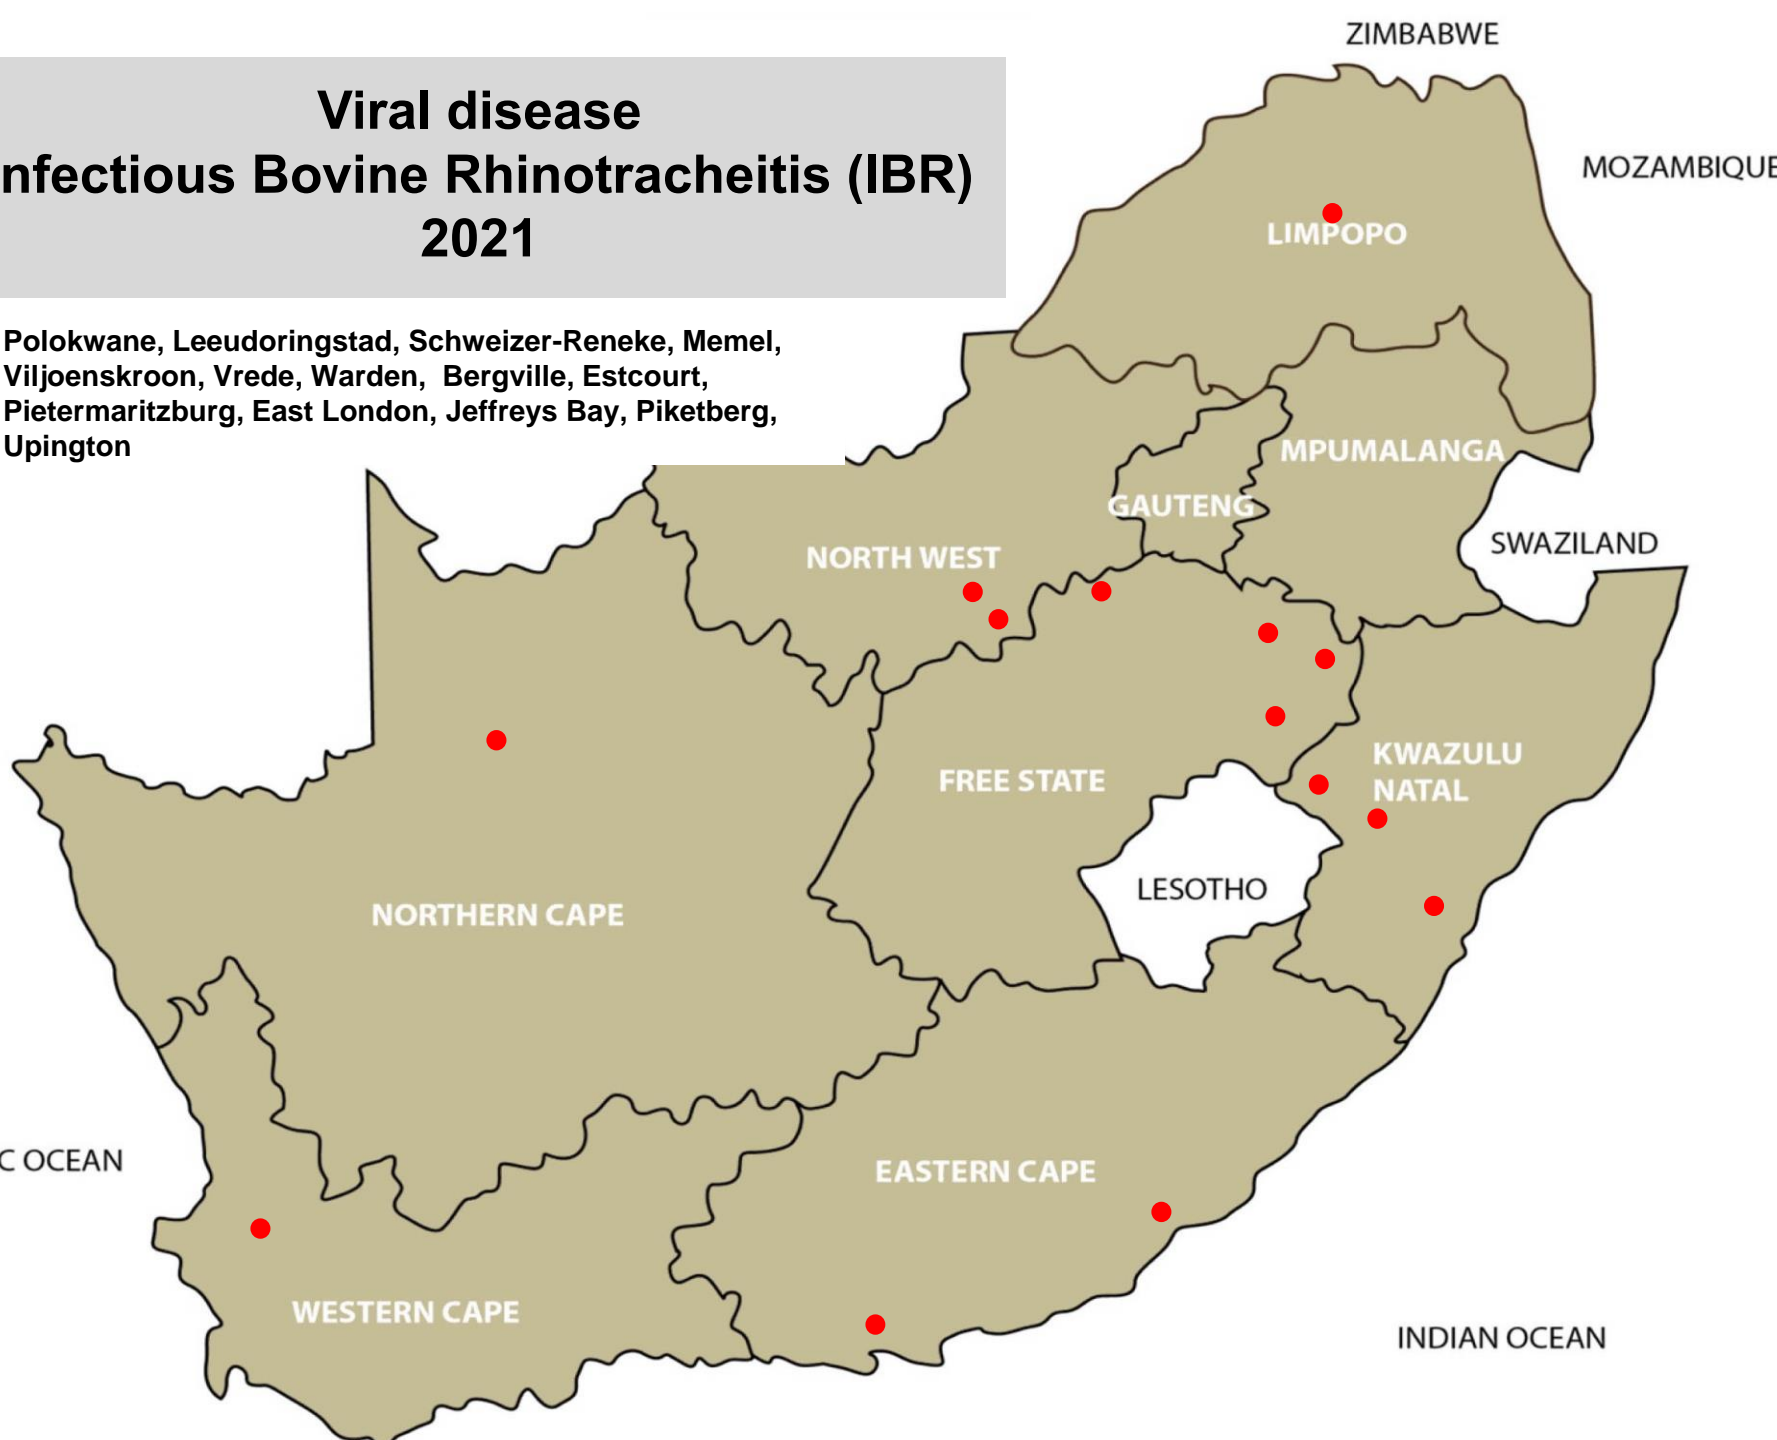 Viral disease
nfectious Bovine Rhinotracheitis (IBR)
2021
Polokwane, Leeudoringstad, Schweizer-Reneke, Memel,
Viljoenskroon, Vrede, Warden, Bergville, Estcourt,
Pietermaritzburg, East London, Jeffreys Bay, Piketberg,
Upington
ZIMBABWE
MOZAMBIQUE
LIMPOPO
MPUMALANGA
GAUTENG
SWAZILAND
NORTH WEST
KWAZULU
NATAL
FREE STATE
LESOTHO
NORTHERN CAPE
C OCEAN
EASTERN CAPE
WESTERN CAPE
INDIAN OCEAN